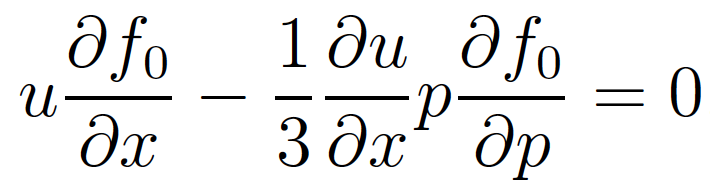 u ∂f₀/∂x − 1/3 ∂u/∂x p ∂f₀/∂p = 0